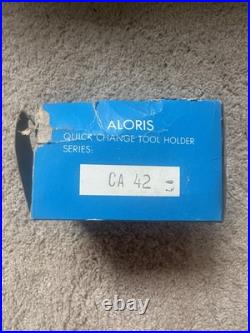 ALORIS
QUICK CHANGE TOOL HOLDER
SERIES:
CA 42